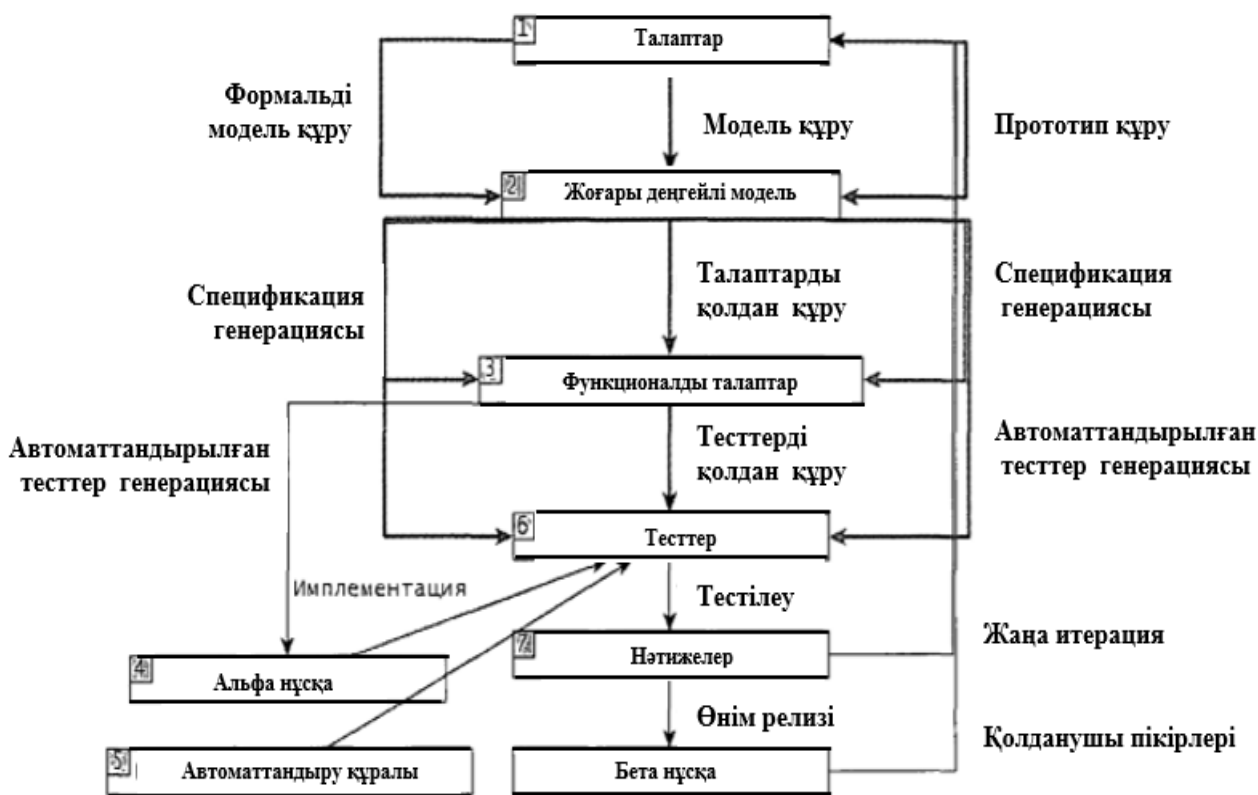 1
Талаптар
Формальді
модель құру
Модель құру
Прототип құру
2
Жоғары деңгейлі модель
Спецификация
генерациясы
Талаптарды
қолдан құру
Спецификация
генерациясы
3
Функционалды талаптар
Автоматтандырылған
тесттер генерациясы
Тесттерді
қолдан құру
Автоматтандырылған
тесттер генерациясы
6
Тесттер
Имплементация
Тестілеу
Жаңа итерация
4
Альфа нұсқа
7
Нәтижелер
Өнім релизі
Қолданушы пікірлері
5
Автоматтандыру құралы
Бета нұсқа